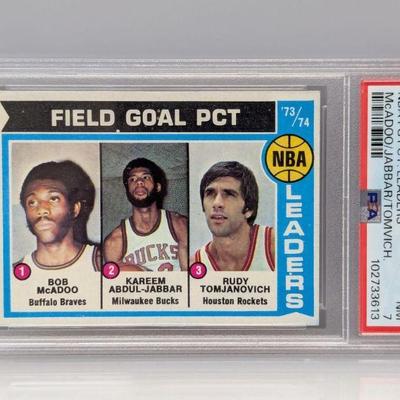 FIELD GOAL PCT
'73/
74
NBA
LEADERS
BUCKS
1
BOB
McADOO
Buffalo Braves
2
KAREEM
ABDUL-JABBAR
Milwaukee Bucks
3
RUDY
TOMJANOVICH
Houston Rockets
McADOO/JABBAR/TOMVICH.
NM
7
PSA
102733613